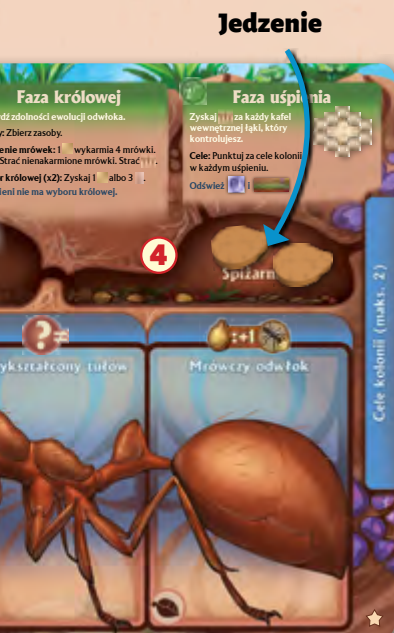 Jedzenie
Faza królowej
dź zdolności ewolucji odwłoka.
y: Zbierz zasoby.
enie mrówek: 1 wykarmia 4 mrówki.
Strać nienakarmione mrówki. Strać .
r królowej (x2): Zyskaj 1 albo 3 .
ieni nie ma wyboru królowej.
Faza uśpienia
Zyskaj za każdy kafel
wewnętrznej łąki, który
kontrolujesz.
Cele: Punktuj za cele kolonii
w każdym uśpieniu.
Odśwież i
4
Spiżarn
?
ykształcony tułów
:+1
Mrówczy odwłok
Cele kolonii (maks. 2)